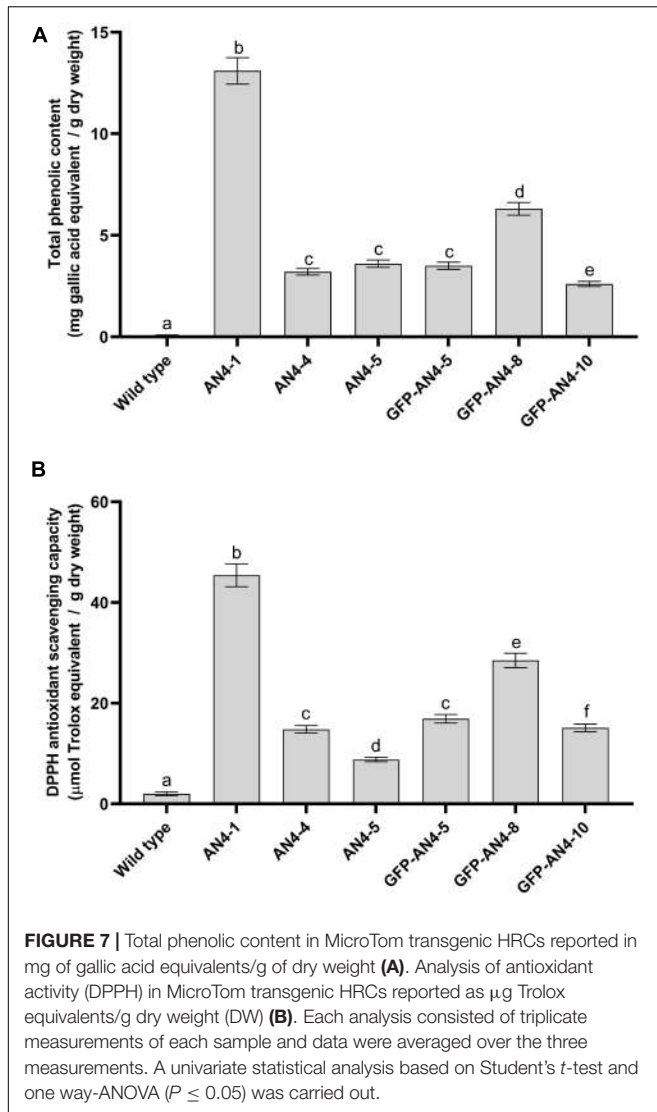 A
Total phenolic content
(mg gallic acid equivalent / g dry weight)
15
10
5
0
a
b
c
c
c
d
e
Wild type
AN4-1
AN4-4
AN4-5
GFP-AN4-5
GFP-AN4-8
GFP-AN4-10
B
DPPH antioxidant scavenging capacity
(µmol Trolox equivalent / g dry weight)
60
40
20
0
a
b
c
d
c
e
f
Wild type
AN4-1
AN4-4
AN4-5
GFP-AN4-5
GFP-AN4-8
GFP-AN4-10
FIGURE 7 | Total phenolic content in MicroTom transgenic HRCs reported in
mg of gallic acid equivalents/g of dry weight (A). Analysis of antioxidant
activity (DPPH) in MicroTom transgenic HRCs reported as µg Trolox
equivalents/g dry weight (DW) (B). Each analysis consisted of triplicate
measurements of each sample and data were averaged over the three
measurements. A univariate statistical analysis based on Student's t-test and
one way-ANOVA (P ≤ 0.05) was carried out.